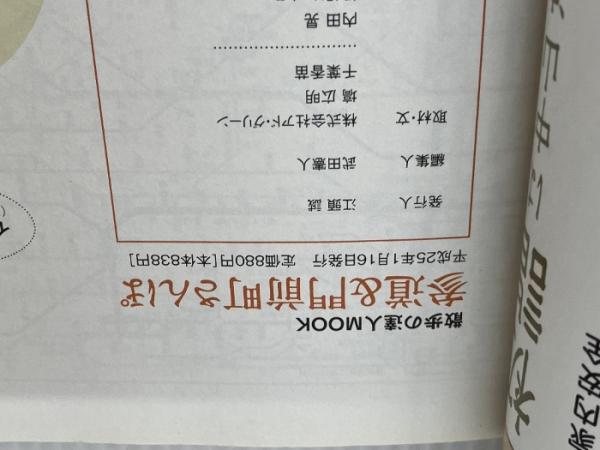 散歩の達人MOOK
参道&門前町さんぽ
平成25年1月16日発行 定価880円[本体838円]
発行人 江頭 誠
編集人 武田憲人
取材・文 株式会社アド・グリーン
塙 広明
千葉香苗
内田 晃
家内安全